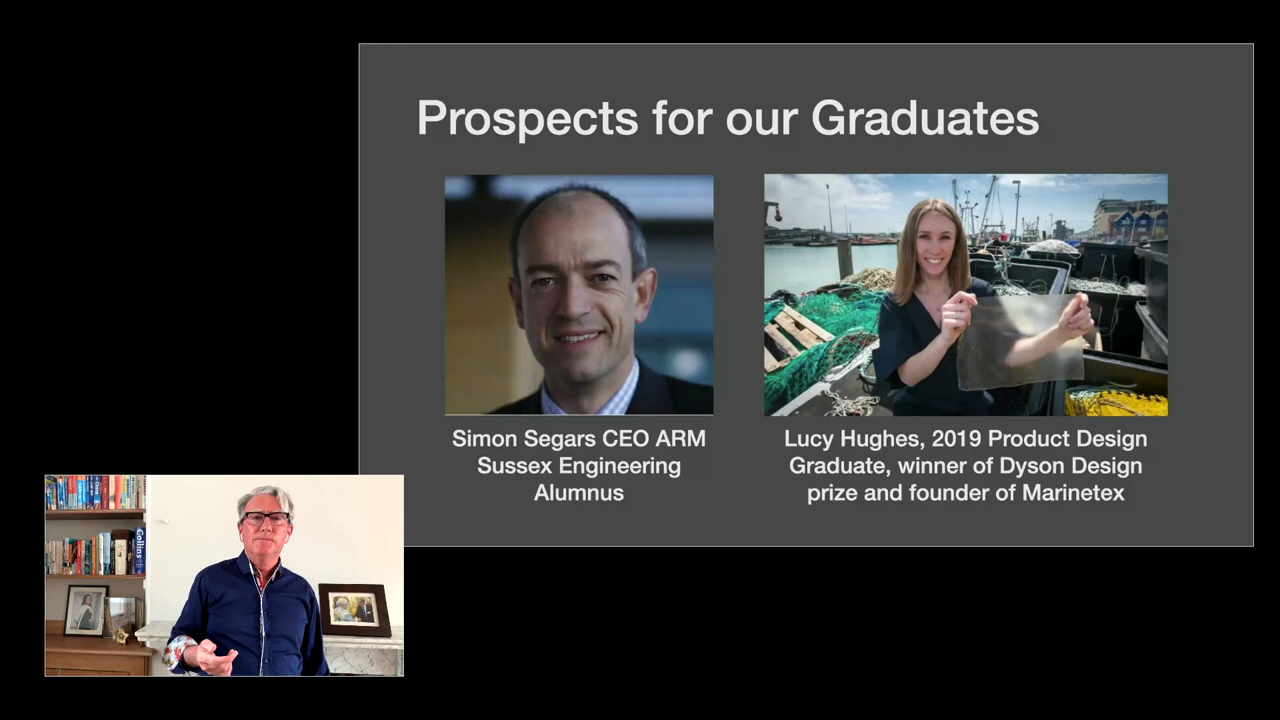 Prospects for our Graduates
Simon Segars CEO ARM
Sussex Engineering
Alumnus
Lucy Hughes, 2019 Product Design
Graduate, winner of Dyson Design
prize and founder of Marinetex
Collins